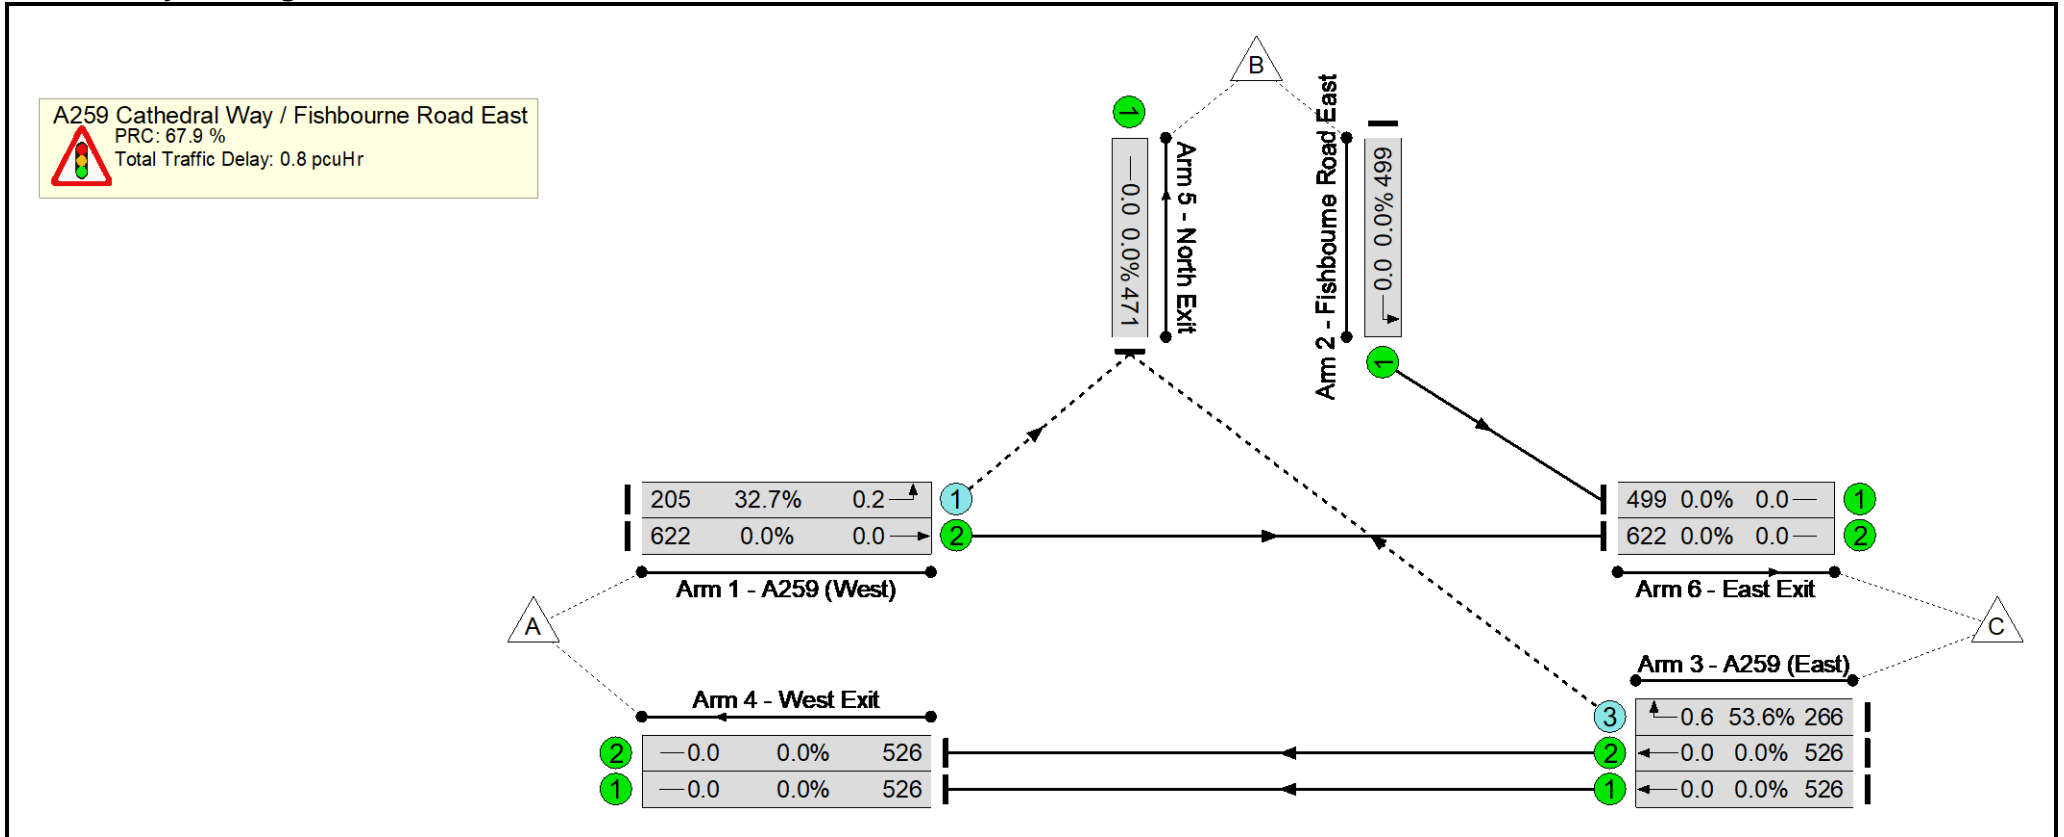 A259 Cathedral Way / Fishbourne Road East
PRC: 67.9 %
Total Traffic Delay: 0.8 pcuHr
B
1
0.0 0.0% 471
Arm 5 - North Exit
Arm 2 - Fishbourne Road East
0.0 0.0% 499
1
205 32.7% 0.2 1
622 0.0% 0.0 2
Arm 1 - A259 (West)
499 0.0% 0.0 1
622 0.0% 0.0 2
Arm 6 - East Exit
A
C
Arm 4 - West Exit
2 0.0 0.0% 526
1 0.0 0.0% 526
Arm 3 - A259 (East)
3 0.6 53.6% 266
2 0.0 0.0% 526
1 0.0 0.0% 526